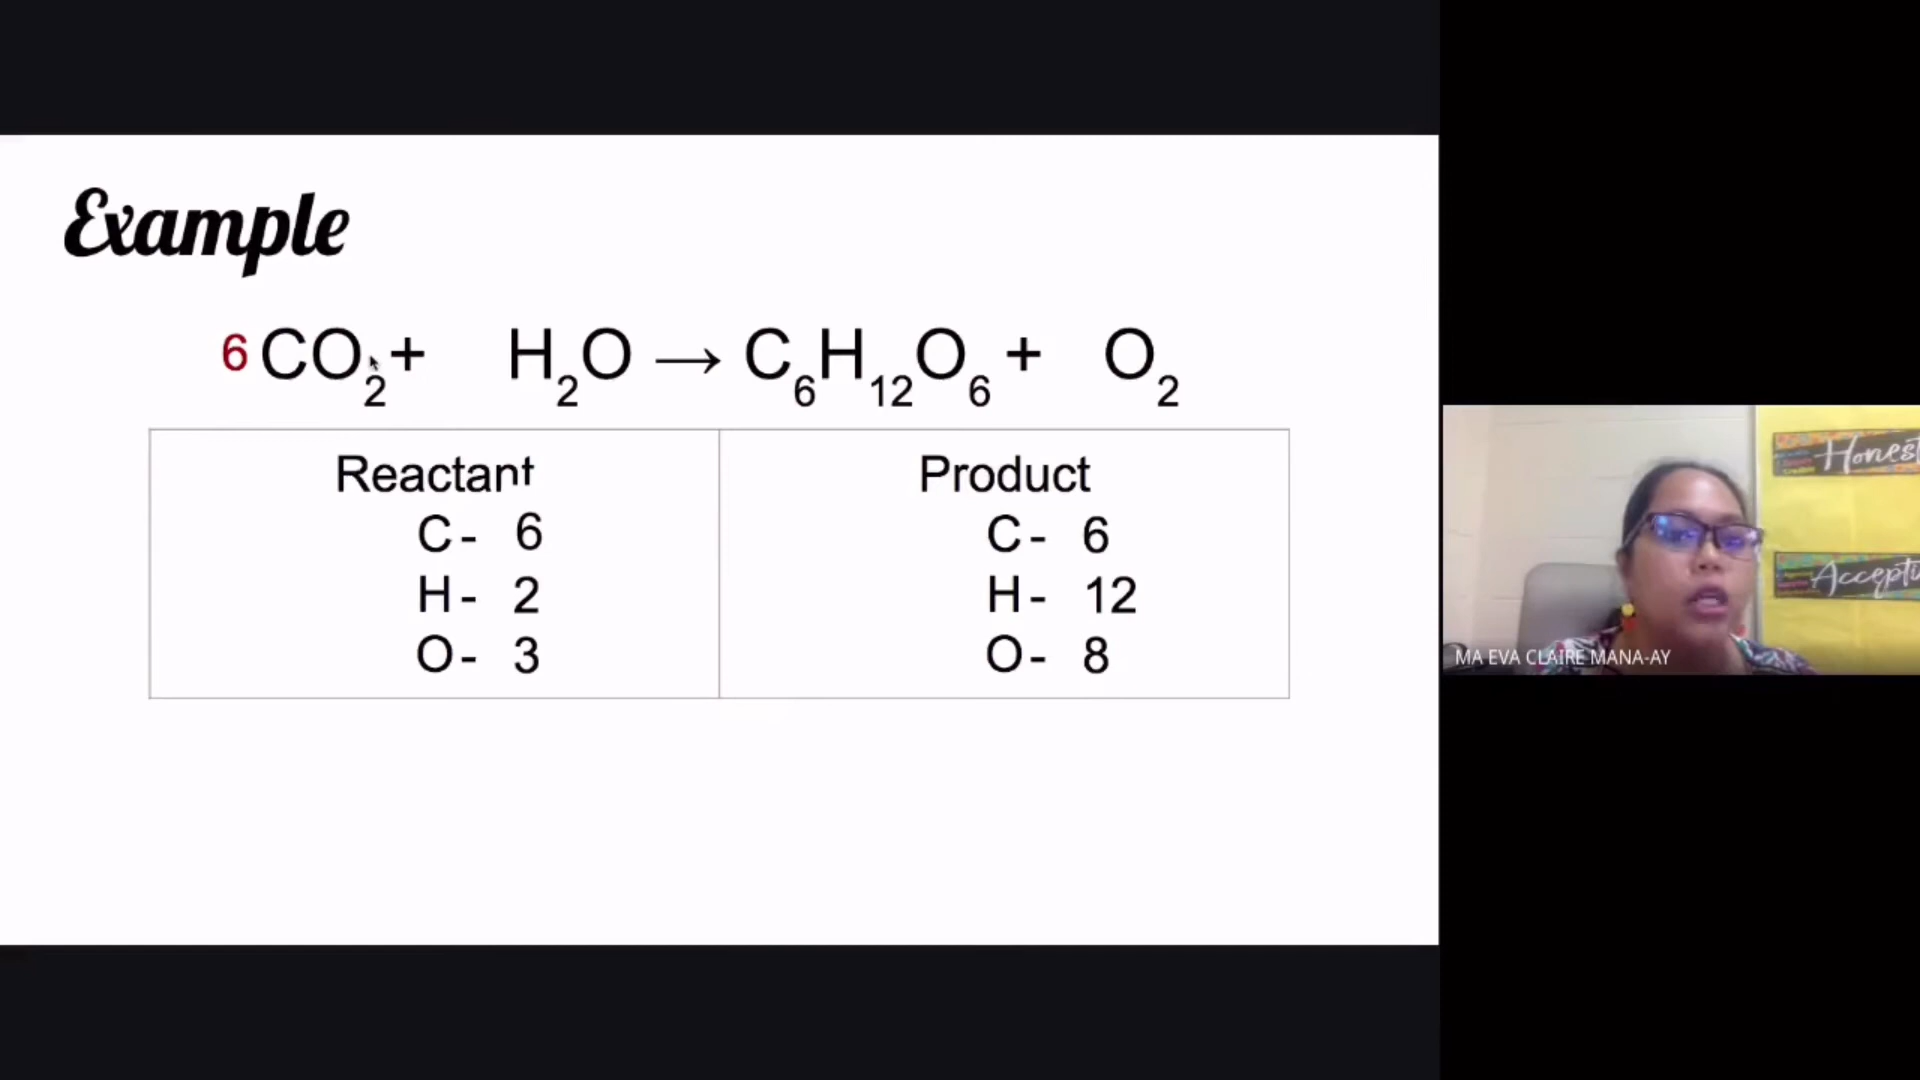 Example
6 CO2 + H2O → C6H12O6 + O2
Reactant
C - 6
H - 2
O - 3
Product
C - 6
H - 12
O - 8
Honest
Accepti
MA EVA CLAIRE MANA-AY